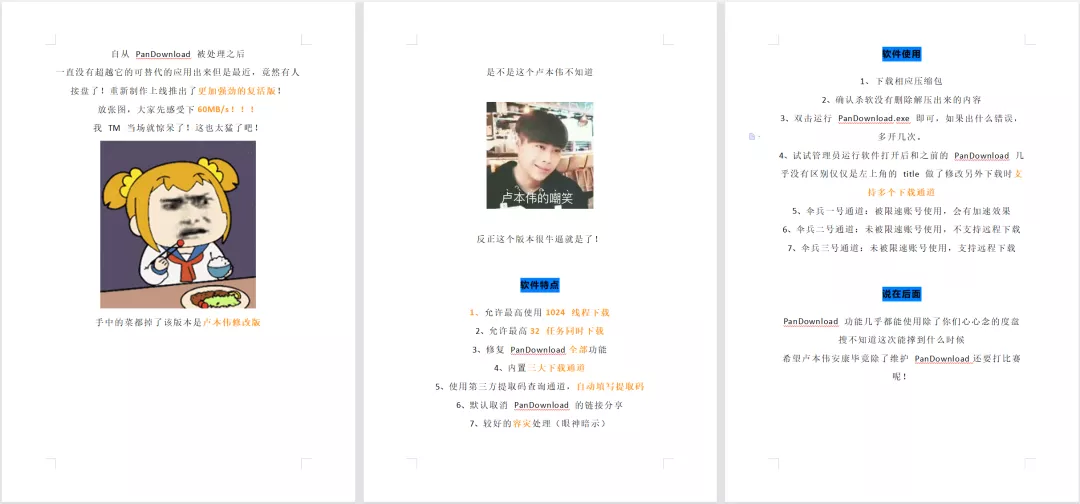 自从 PanDownload 被处理之后
一直没有超越它的可替代的应用出来但是最近，竟然有人
接盘了！重新制作上线推出了更加强劲的复活版！
放张图，大家先感受下 60MB/s！！！
我 TM 当场就惊呆了！这也太猛了吧！
手中的菜都掉了该版本是卢本伟修改版
是不是这个卢本伟不知道
卢本伟的嘲笑
反正这个版本很牛逼就是了！
软件特点
1、允许最高使用 1024 线程下载
2、允许最高 32 任务同时下载
3、修复 PanDownload 全部功能
4、内置三大下载通道
5、使用第三方提取码查询通道，自动填写提取码
6、默认取消 PanDownload 的链接分享
7、较好的容灾处理（眼神暗示）
软件使用
1、下载相应压缩包
2、确认杀软没有删除解压出来的内容
3、双击运行 PanDownload.exe 即可，如果出什么错误，
多开几次。
4、试试管理员运行软件打开后和之前的 PanDownload 几
乎没有区别仅仅是左上角的 title 做了修改另外下载时支
持多个下载通道
5、伞兵一号通道：被限速账号使用，会有加速效果
6、伞兵二号通道：未被限速账号使用，不支持远程下载
7、伞兵三号通道：未被限速账号使用，支持远程下载
说在后面
PanDownload 功能几乎都能使用除了你们心心念的度盘
搜不知道这次能撑到什么时候
希望卢本伟安康毕竟除了维护 PanDownload 还要打比赛
呢！